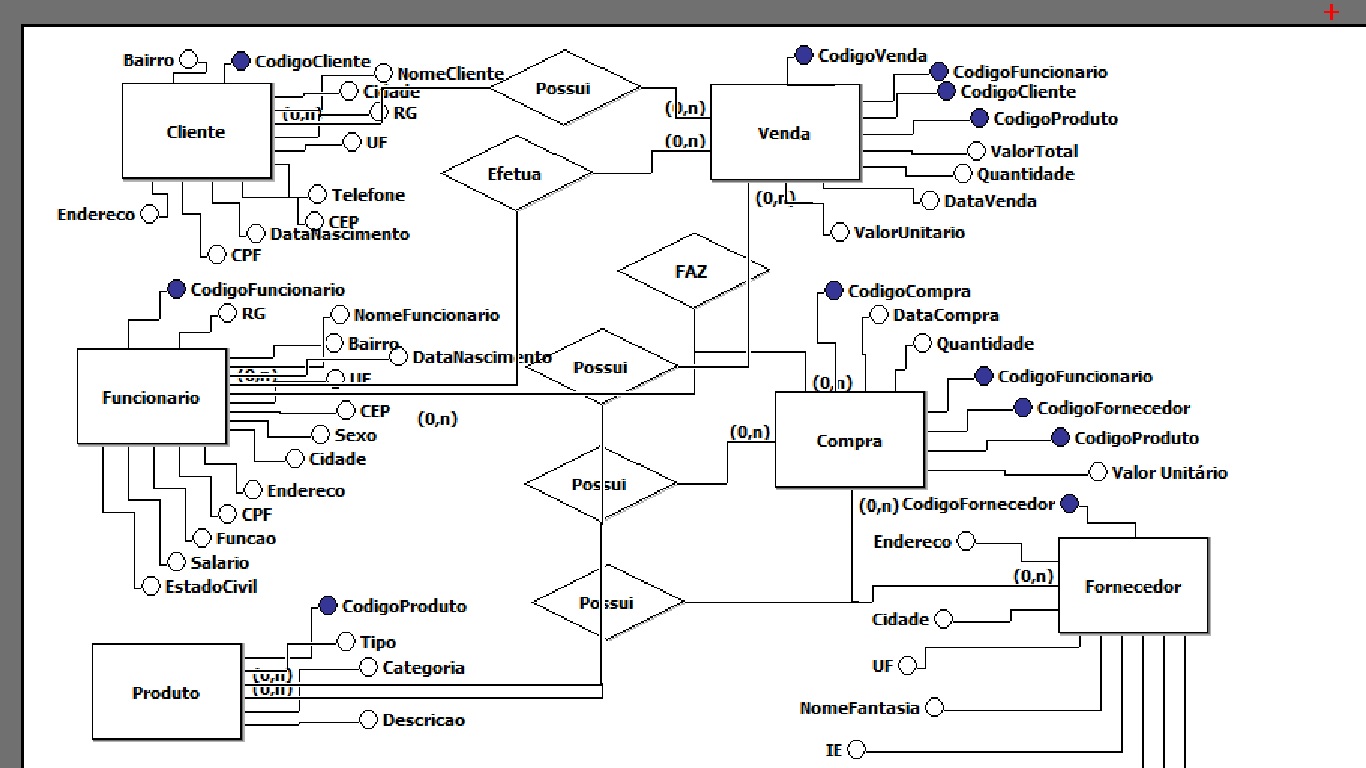 Bairro
CodigoCliente
NomeCliente
Cidade
(0,n)
RG
Cliente
UF
Telefone
Endereco
CEP
DataNascimento
CPF
Possui
(0,n)
Efetua
(0,n)
CodigoVenda
CodigoFuncionario
CodigoCliente
CodigoProduto
Venda
ValorTotal
Quantidade
(0,n)
DataVenda
ValorUnitario
FAZ
CodigoFuncionario
RG
NomeFuncionario
Bairro
DataNascimento
(0,n)
UF
Funcionario
CEP
(0,n)
Sexo
Cidade
Endereco
CPF
Funcao
Salario
EstadoCivil
Possui
CodigoCompra
DataCompra
Quantidade
(0,n)
CodigoFuncionario
CodigoFornecedor
(0,n)
Compra
CodigoProduto
Valor Unitário
Possui
(0,n)
CodigoFornecedor
Endereco
(0,n)
Fornecedor
Possui
Cidade
UF
NomeFantasia
IE
CodigoProduto
Tipo
Categoria
(0,n)
(0,n)
Produto
Descricao